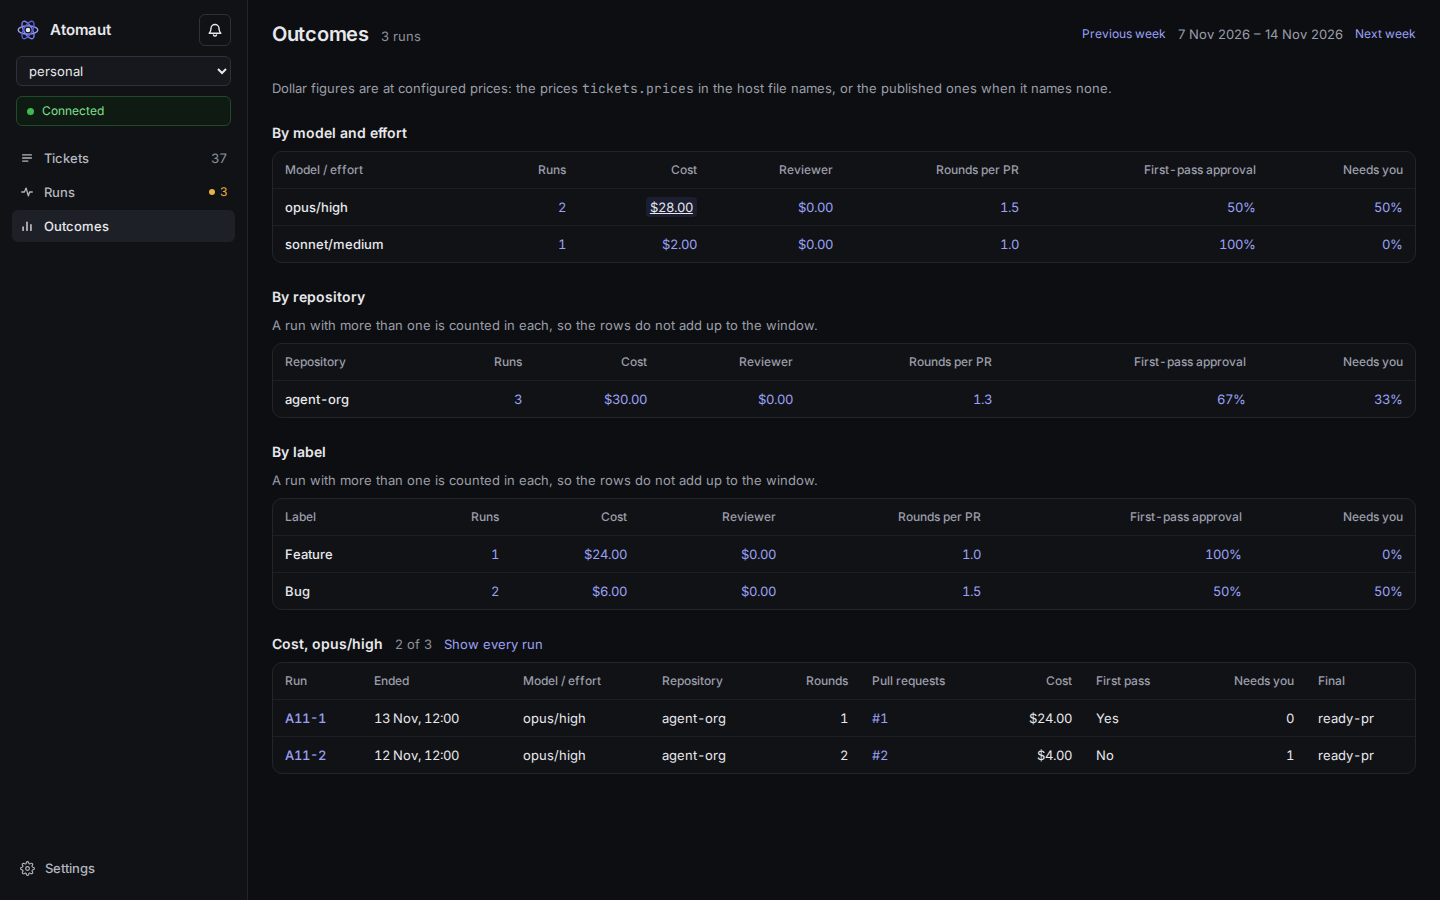 Atomaut
personal
Connected
Tickets 37
Runs 3
Outcomes
Settings
Outcomes 3 runs
Previous week 7 Nov 2026 – 14 Nov 2026 Next week
Dollar figures are at configured prices: the prices tickets.prices in the host file names, or the published ones when it names none.
By model and effort
Model / effort Runs Cost Reviewer Rounds per PR First-pass approval Needs you
opus/high 2 $28.00 $0.00 1.5 50% 50%
sonnet/medium 1 $2.00 $0.00 1.0 100% 0%
By repository
A run with more than one is counted in each, so the rows do not add up to the window.
Repository Runs Cost Reviewer Rounds per PR First-pass approval Needs you
agent-org 3 $30.00 $0.00 1.3 67% 33%
By label
A run with more than one is counted in each, so the rows do not add up to the window.
Label Runs Cost Reviewer Rounds per PR First-pass approval Needs you
Feature 1 $24.00 $0.00 1.0 100% 0%
Bug 2 $6.00 $0.00 1.5 50% 50%
Cost, opus/high 2 of 3 Show every run
Run Ended Model / effort Repository Rounds Pull requests Cost First pass Needs you Final
A11-1 13 Nov, 12:00 opus/high agent-org 1 #1 $24.00 Yes 0 ready-pr
A11-2 12 Nov, 12:00 opus/high agent-org 2 #2 $4.00 No 1 ready-pr